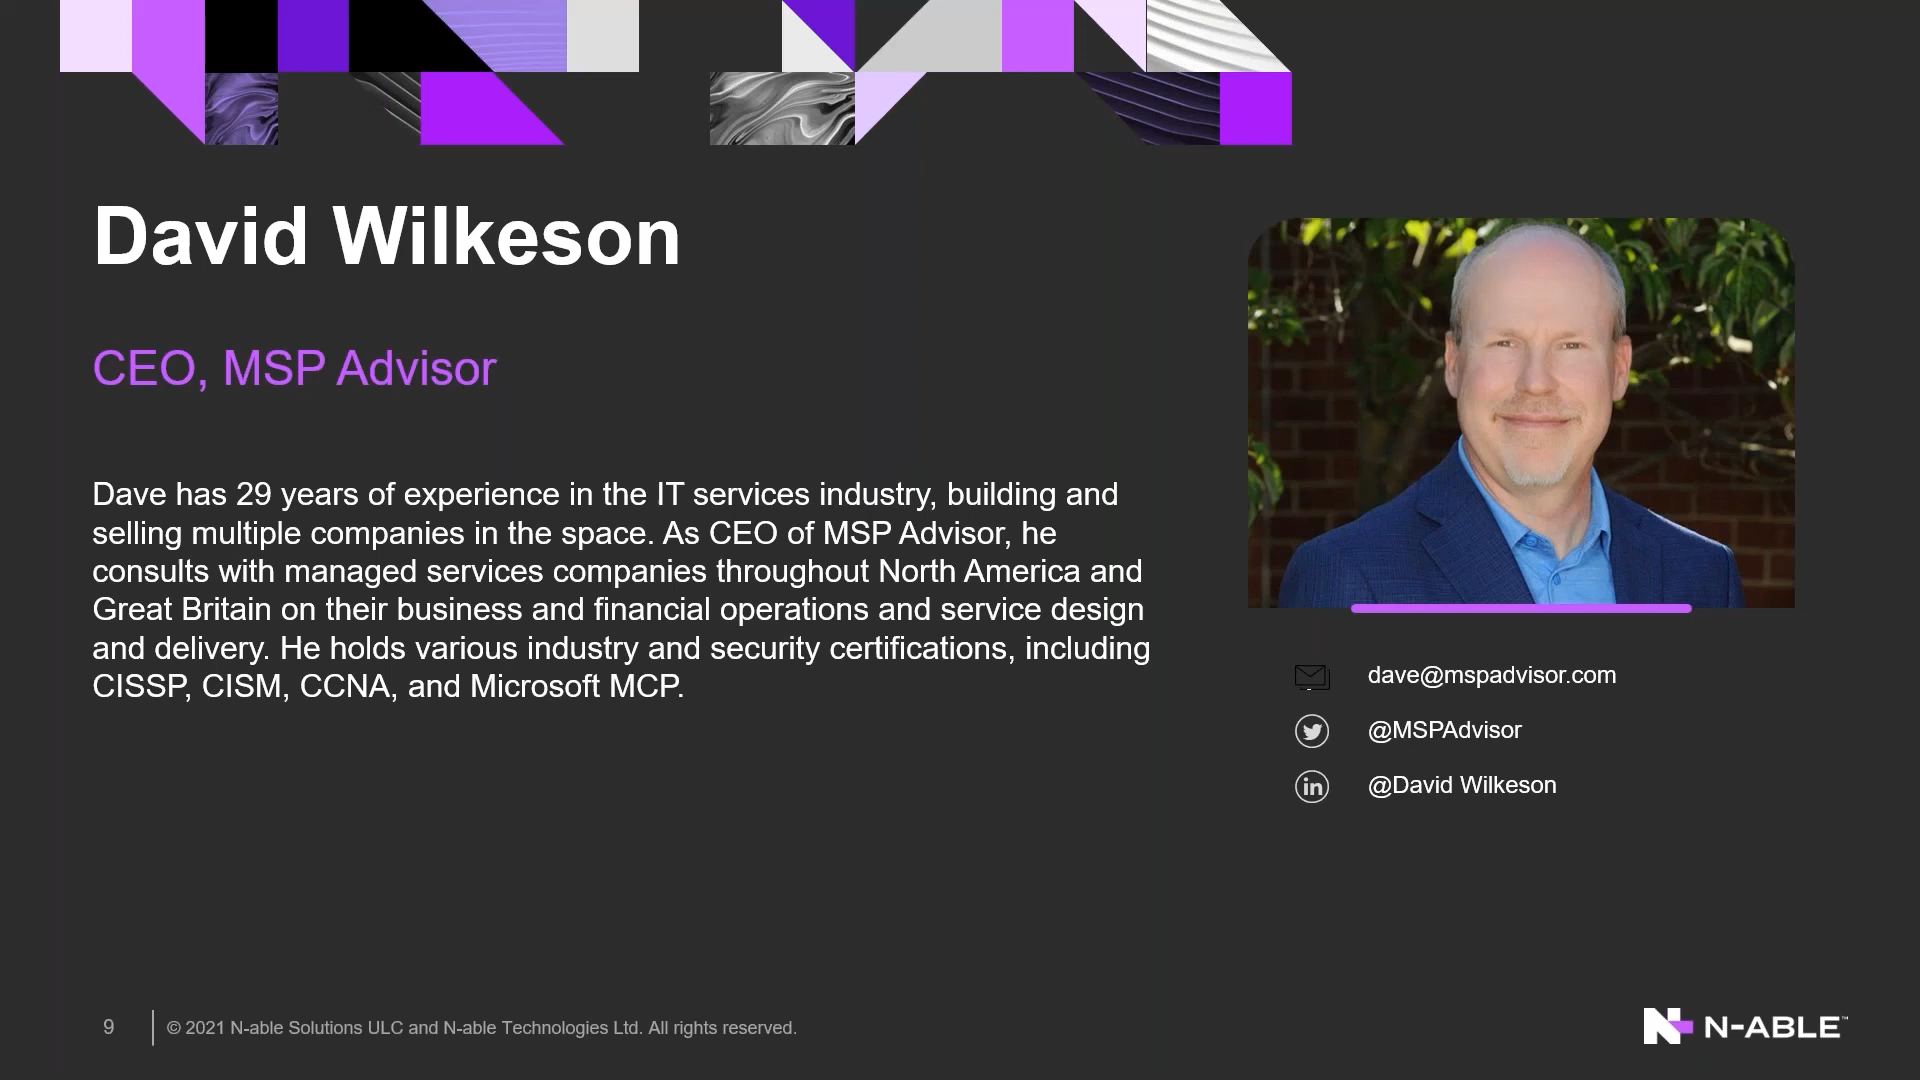 David Wilkeson
CEO, MSP Advisor
Dave has 29 years of experience in the IT services industry, building and
selling multiple companies in the space. As CEO of MSP Advisor, he
consults with managed services companies throughout North America and
Great Britain on their business and financial operations and service design
and delivery. He holds various industry and security certifications, including
CISSP, CISM, CCNA, and Microsoft MCP.
dave@mspadvisor.com
@MSPAdvisor
in
@David Wilkeson
9
© 2021 N-able Solutions ULC and N-able Technologies Ltd. All rights reserved.
N-ABLE™